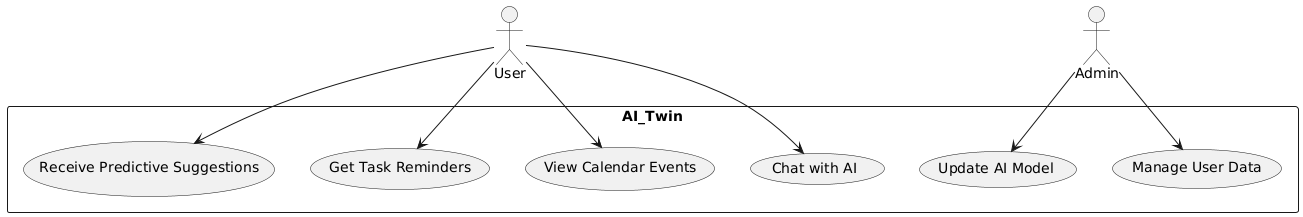 User
Admin
AI_Twin
Receive Predictive Suggestions
Get Task Reminders
View Calendar Events
Chat with AI
Update AI Model
Manage User Data